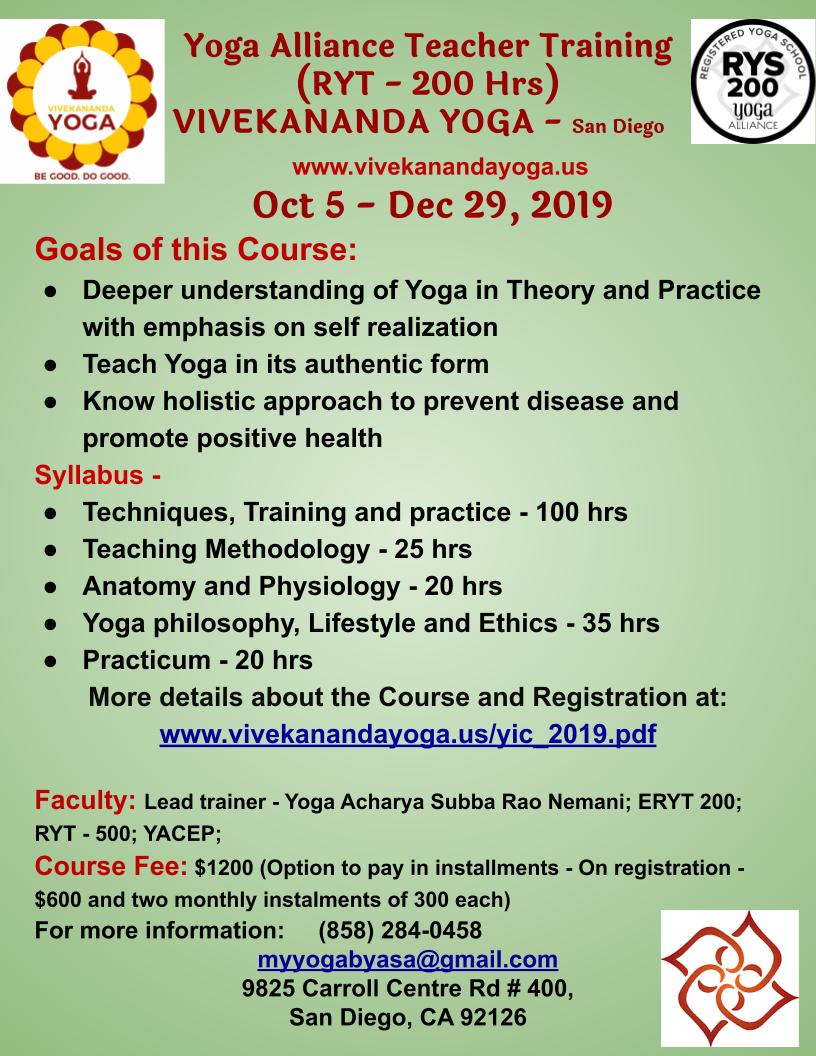 VIVEKANANDA
YOGA
BE GOOD. DO GOOD.
Yoga Alliance Teacher Training
(RYT - 200 Hrs)
VIVEKANANDA YOGA - San Diego
REGISTERED YOGA SCHOOL
RYS
200
yoga
ALLIANCE
www.vivekanandayoga.us
Oct 5 - Dec 29, 2019
Goals of this Course:
● Deeper understanding of Yoga in Theory and Practice
with emphasis on self realization
● Teach Yoga in its authentic form
● Know holistic approach to prevent disease and
promote positive health
Syllabus -
● Techniques, Training and practice - 100 hrs
● Teaching Methodology - 25 hrs
● Anatomy and Physiology - 20 hrs
● Yoga philosophy, Lifestyle and Ethics - 35 hrs
● Practicum - 20 hrs
More details about the Course and Registration at:
www.vivekanandayoga.us/yic_2019.pdf
Faculty: Lead trainer - Yoga Acharya Subba Rao Nemani; ERYT 200;
RYT - 500; YACEP;
Course Fee: $1200 (Option to pay in installments - On registration -
$600 and two monthly instalments of 300 each)
For more information: (858) 284-0458
myyogabyasa@gmail.com
9825 Carroll Centre Rd # 400,
San Diego, CA 92126